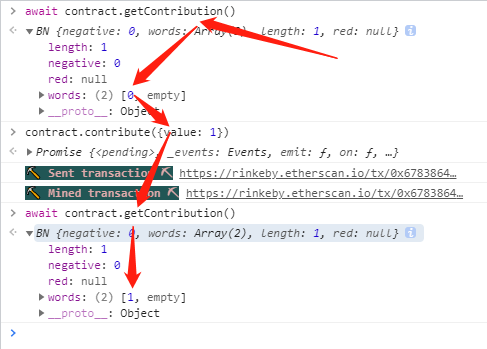 await contract.getContribution()
BN {negative: 0, words: Array(2), length: 1, red: null}
length: 1
negative: 0
red: null
words: (2) [0, empty]
__proto__: Object
contract.contribute({value: 1})
Promise {<pending>, _events: Events, emit: ƒ, on: ƒ, …}
Sent transaction https://rinkeby.etherscan.io/tx/0x6783864…
Mined transaction https://rinkeby.etherscan.io/tx/0x6783864…
await contract.getContribution()
BN {negative: 0, words: Array(2), length: 1, red: null}
length: 1
negative: 0
red: null
words: (2) [1, empty]
__proto__: Object